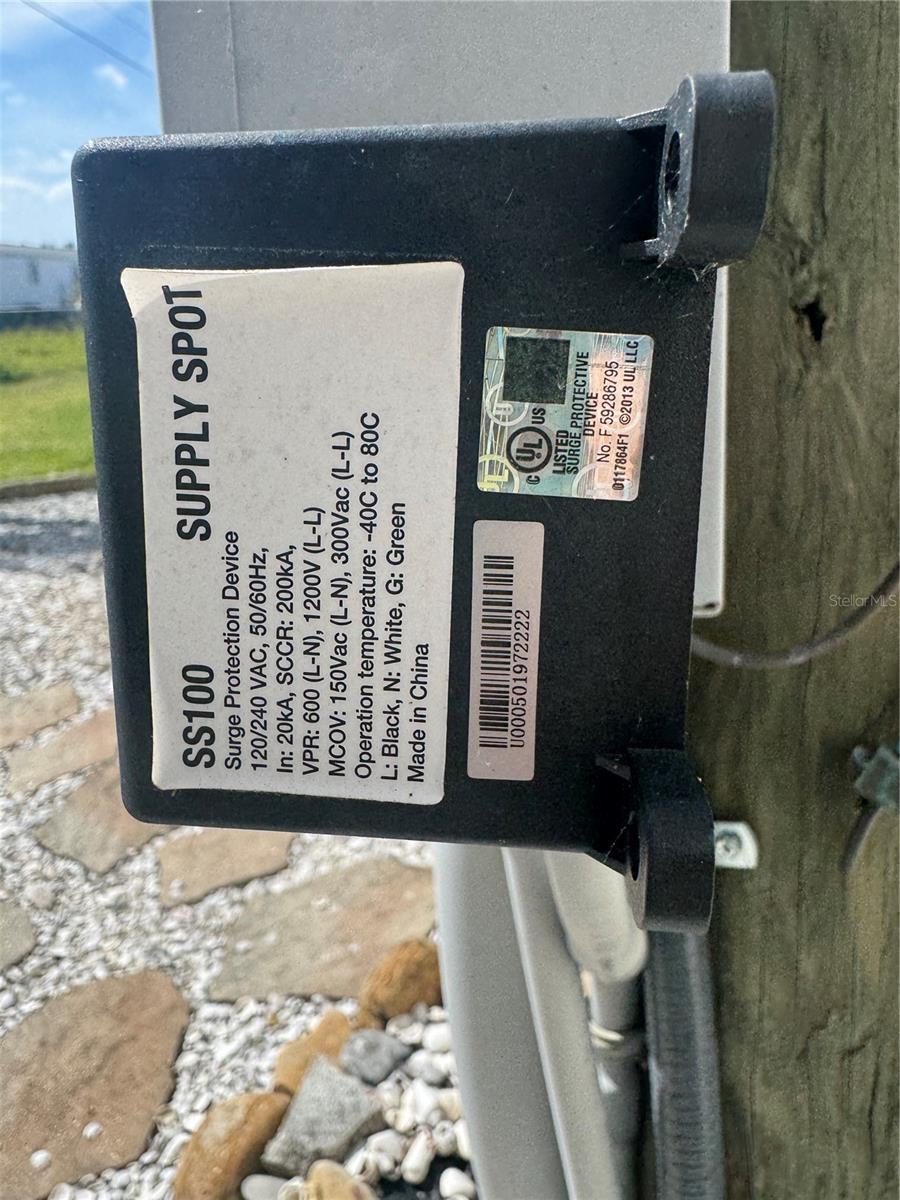 SS100 SUPPLY SPOT
Surge Protection Device
120/240 VAC, 50/60Hz,
In: 20kA, SCCR: 200kA,
VPR: 600 (L-N), 1200V (L-L)
MCOV: 150Vac (L-N), 300Vac (L-L)
Operation temperature: -40C to 80C
L: Black, N: White, G: Green
Made in China
U000501972222
C UL US
LISTED
SURGE PROTECTIVE
DEVICE
No. F 59286795
0117864F1 ©2013 UL LLC
StellarMLS